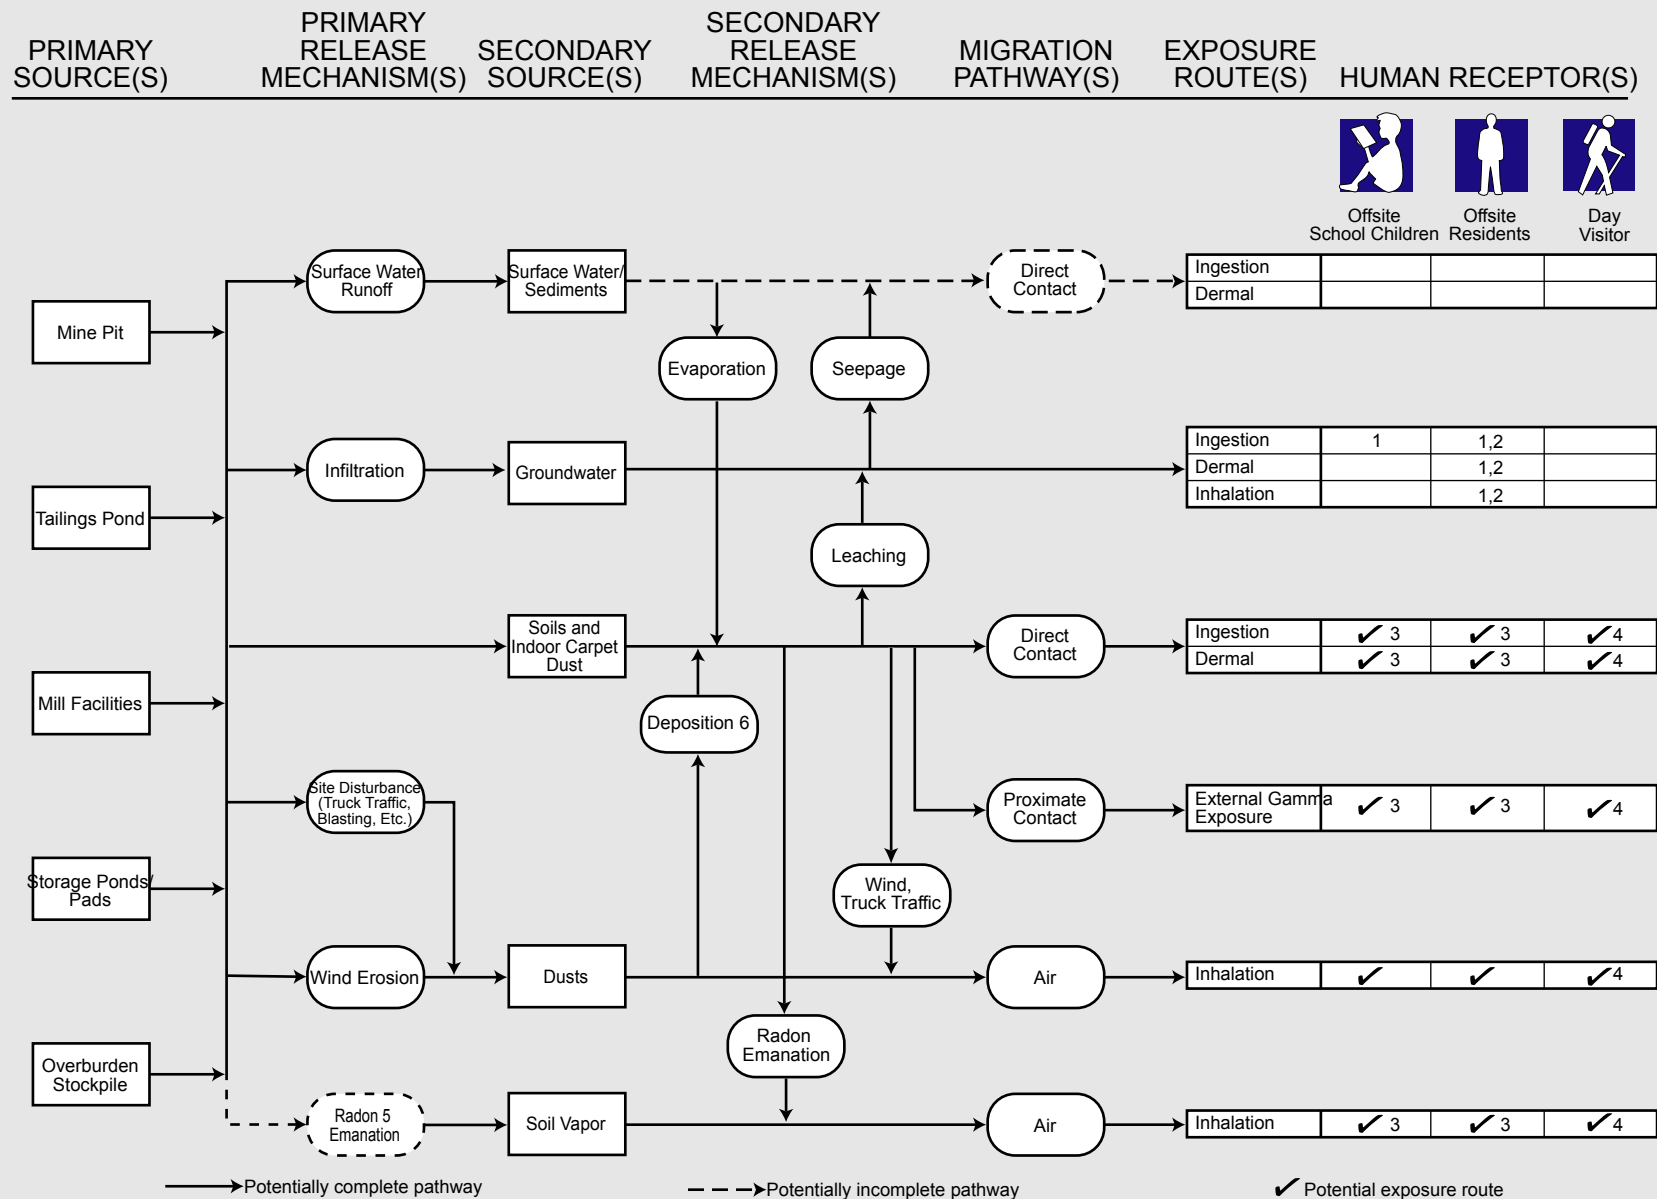 PRIMARY
SOURCE(S)
PRIMARY
RELEASE
MECHANISM(S)
SECONDARY
SOURCE(S)
SECONDARY
RELEASE
MECHANISM(S)
MIGRATION
PATHWAY(S)
EXPOSURE
ROUTE(S)
HUMAN RECEPTOR(S)
Offsite
School Children
Offsite
Residents
Day
Visitor
Mine Pit
Tailings Pond
Mill Facilities
Storage Ponds/
Pads
Overburden
Stockpile
Surface Water
Runoff
Surface Water/
Sediments
Direct
Contact
Ingestion
Dermal
Evaporation
Seepage
Infiltration
Groundwater
Ingestion 1 1,2
Dermal 1,2
Inhalation 1,2
Leaching
Soils and
Indoor Carpet
Dust
Direct
Contact
Ingestion ✓ 3 ✓ 3 ✓ 4
Dermal ✓ 3 ✓ 3 ✓ 4
Deposition 6
Site Disturbance
(Truck Traffic,
Blasting, Etc.)
Proximate
Contact
External Gamma
Exposure ✓ 3 ✓ 3 ✓ 4
Wind,
Truck Traffic
Wind Erosion
Dusts
Air
Inhalation ✓ ✓ ✓ 4
Radon
Emanation
Radon 5
Emanation
Soil Vapor
Air
Inhalation ✓ 3 ✓ 3 ✓ 4
Potentially complete pathway
Potentially incomplete pathway
✓ Potential exposure route